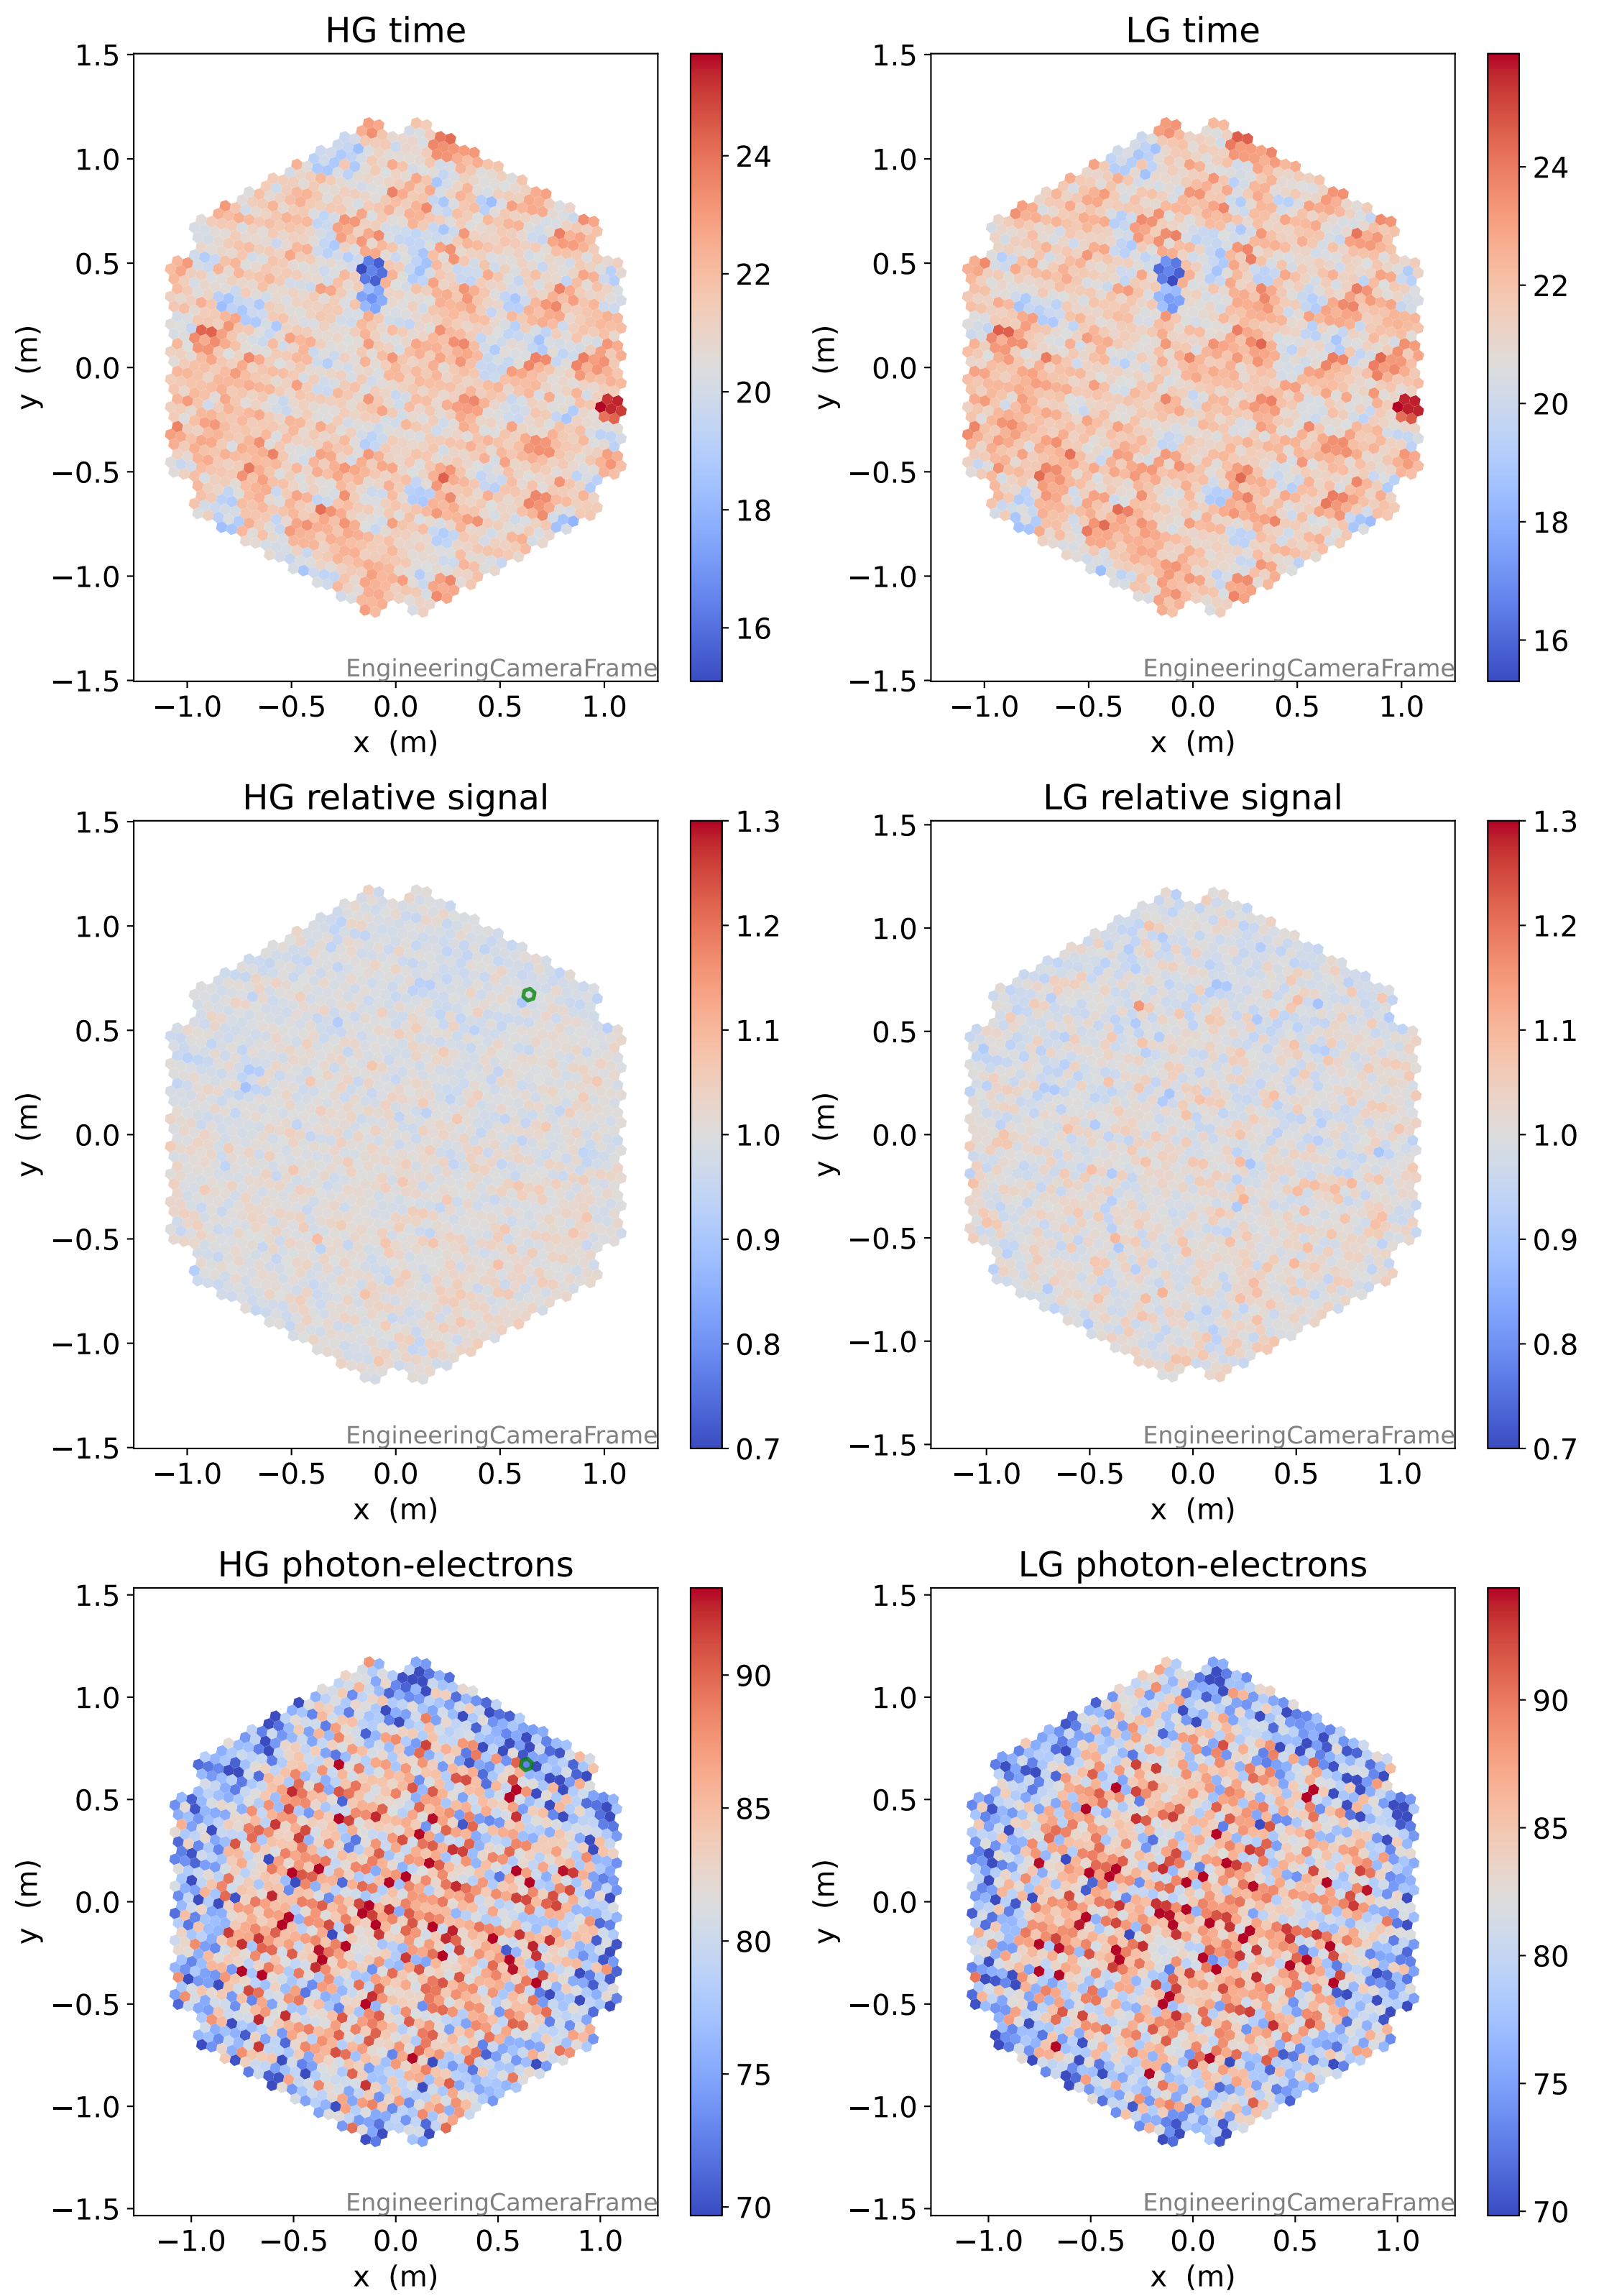 HG time
1.5
1.0
0.5
0.0
−0.5
−1.0
−1.5
y (m)
−1.0 −0.5 0.0 0.5 1.0
x (m)
EngineeringCameraFrame
24
22
20
18
16
LG time
1.5
1.0
0.5
0.0
−0.5
−1.0
−1.5
y (m)
−1.0 −0.5 0.0 0.5 1.0
x (m)
EngineeringCameraFrame
24
22
20
18
16
HG relative signal
1.5
1.0
0.5
0.0
−0.5
−1.0
−1.5
y (m)
−1.0 −0.5 0.0 0.5 1.0
x (m)
EngineeringCameraFrame
1.3
1.2
1.1
1.0
0.9
0.8
0.7
LG relative signal
1.5
1.0
0.5
0.0
−0.5
−1.0
−1.5
y (m)
−1.0 −0.5 0.0 0.5 1.0
x (m)
EngineeringCameraFrame
1.3
1.2
1.1
1.0
0.9
0.8
0.7
HG photon-electrons
1.5
1.0
0.5
0.0
−0.5
−1.0
−1.5
y (m)
−1.0 −0.5 0.0 0.5 1.0
x (m)
EngineeringCameraFrame
90
85
80
75
70
LG photon-electrons
1.5
1.0
0.5
0.0
−0.5
−1.0
−1.5
y (m)
−1.0 −0.5 0.0 0.5 1.0
x (m)
EngineeringCameraFrame
90
85
80
75
70